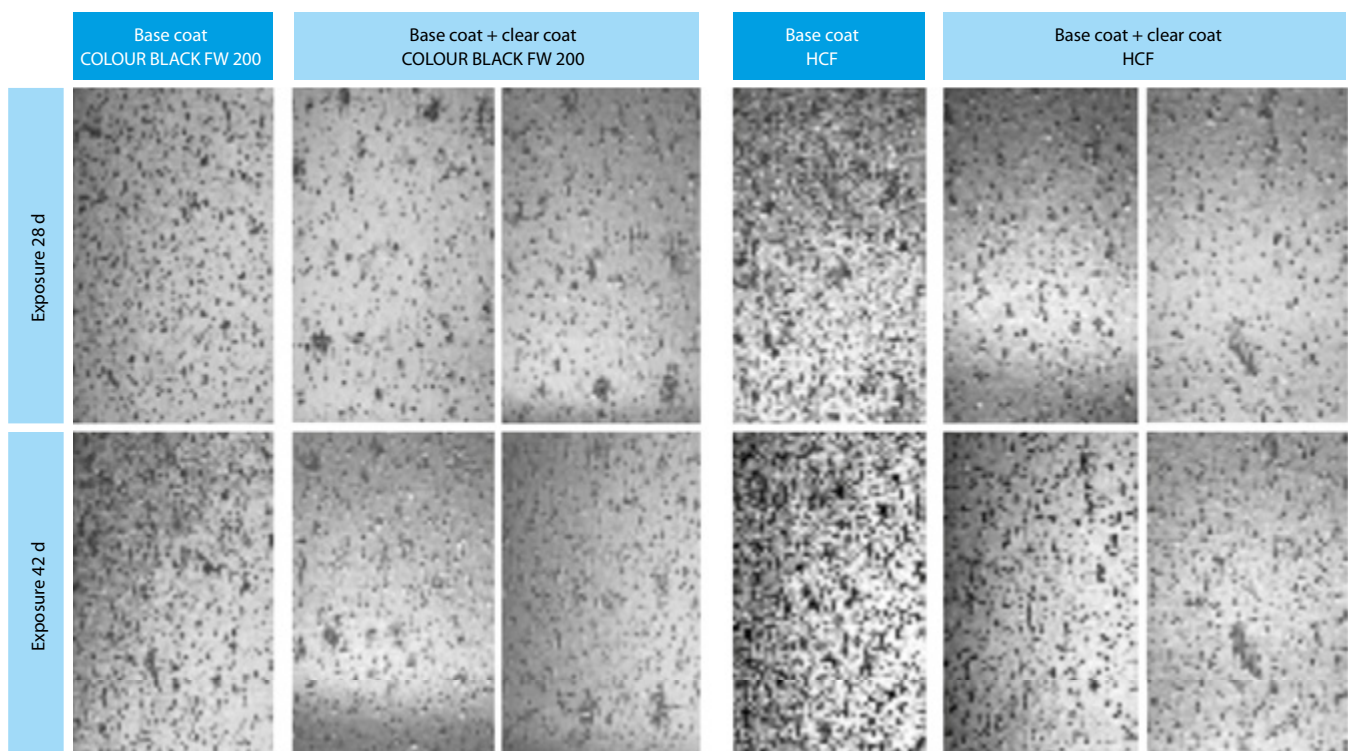 Base coat
COLOUR BLACK FW 200
Base coat + clear coat
COLOUR BLACK FW 200
Base coat
HCF
Base coat + clear coat
HCF
Exposure 28 d
Exposure 42 d